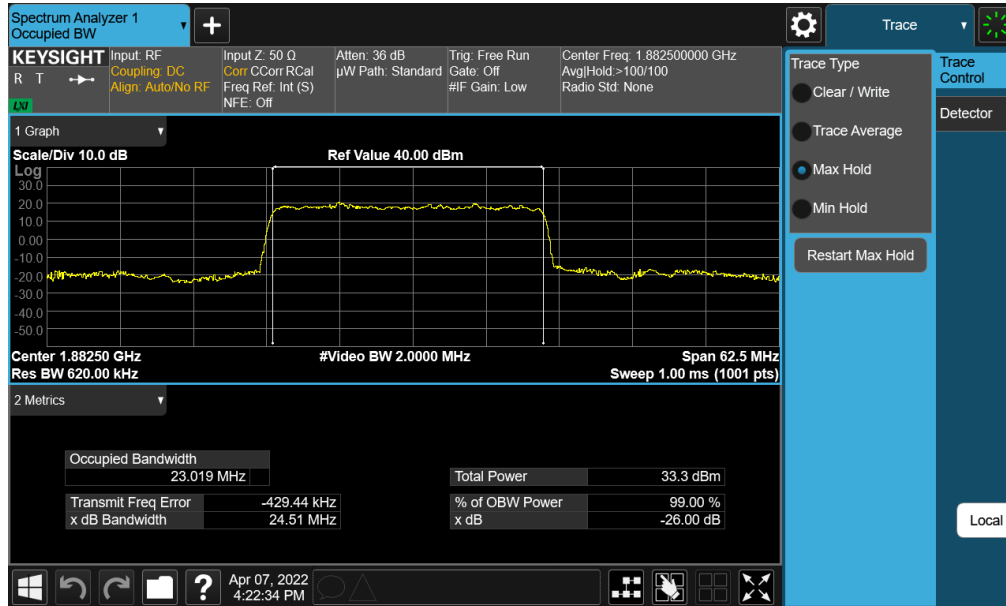 Spectrum Analyzer 1
Occupied BW
Trace
KEYSIGHT
R T
LXI
Input: RF
Coupling: DC
Align: Auto/No RF
Input Z: 50 Ω
Corr CCorr RCal
Freq Ref: Int (S)
NFE: Off
Atten: 36 dB
µW Path: Standard
Trig: Free Run
Gate: Off
#IF Gain: Low
Center Freq: 1.882500000 GHz
Avg|Hold:>100/100
Radio Std: None
Trace Type
Clear / Write
Trace Average
Max Hold
Min Hold
Restart Max Hold
Trace
Control
Detector
Local
1 Graph
Scale/Div 10.0 dB
Ref Value 40.00 dBm
Log
30.0
20.0
10.0
0.00
-10.0
-20.0
-30.0
-40.0
-50.0
Center 1.88250 GHz
#Video BW 2.0000 MHz
Span 62.5 MHz
Res BW 620.00 kHz
Sweep 1.00 ms (1001 pts)
2 Metrics
Occupied Bandwidth
23.019 MHz
Total Power 33.3 dBm
Transmit Freq Error -429.44 kHz
% of OBW Power 99.00 %
x dB Bandwidth 24.51 MHz
x dB -26.00 dB
?
Apr 07, 2022
4:22:34 PM